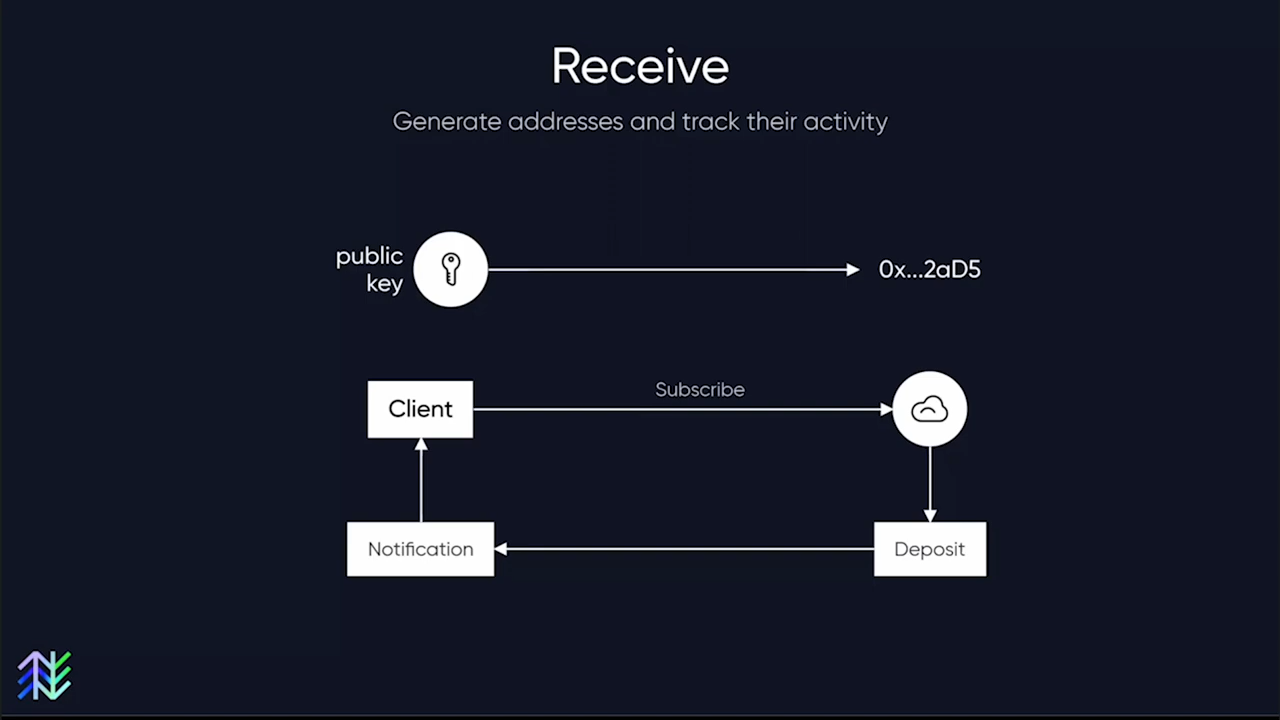 Receive
Generate addresses and track their activity
public
key
0x...2aD5
Client
Subscribe
Notification
Deposit